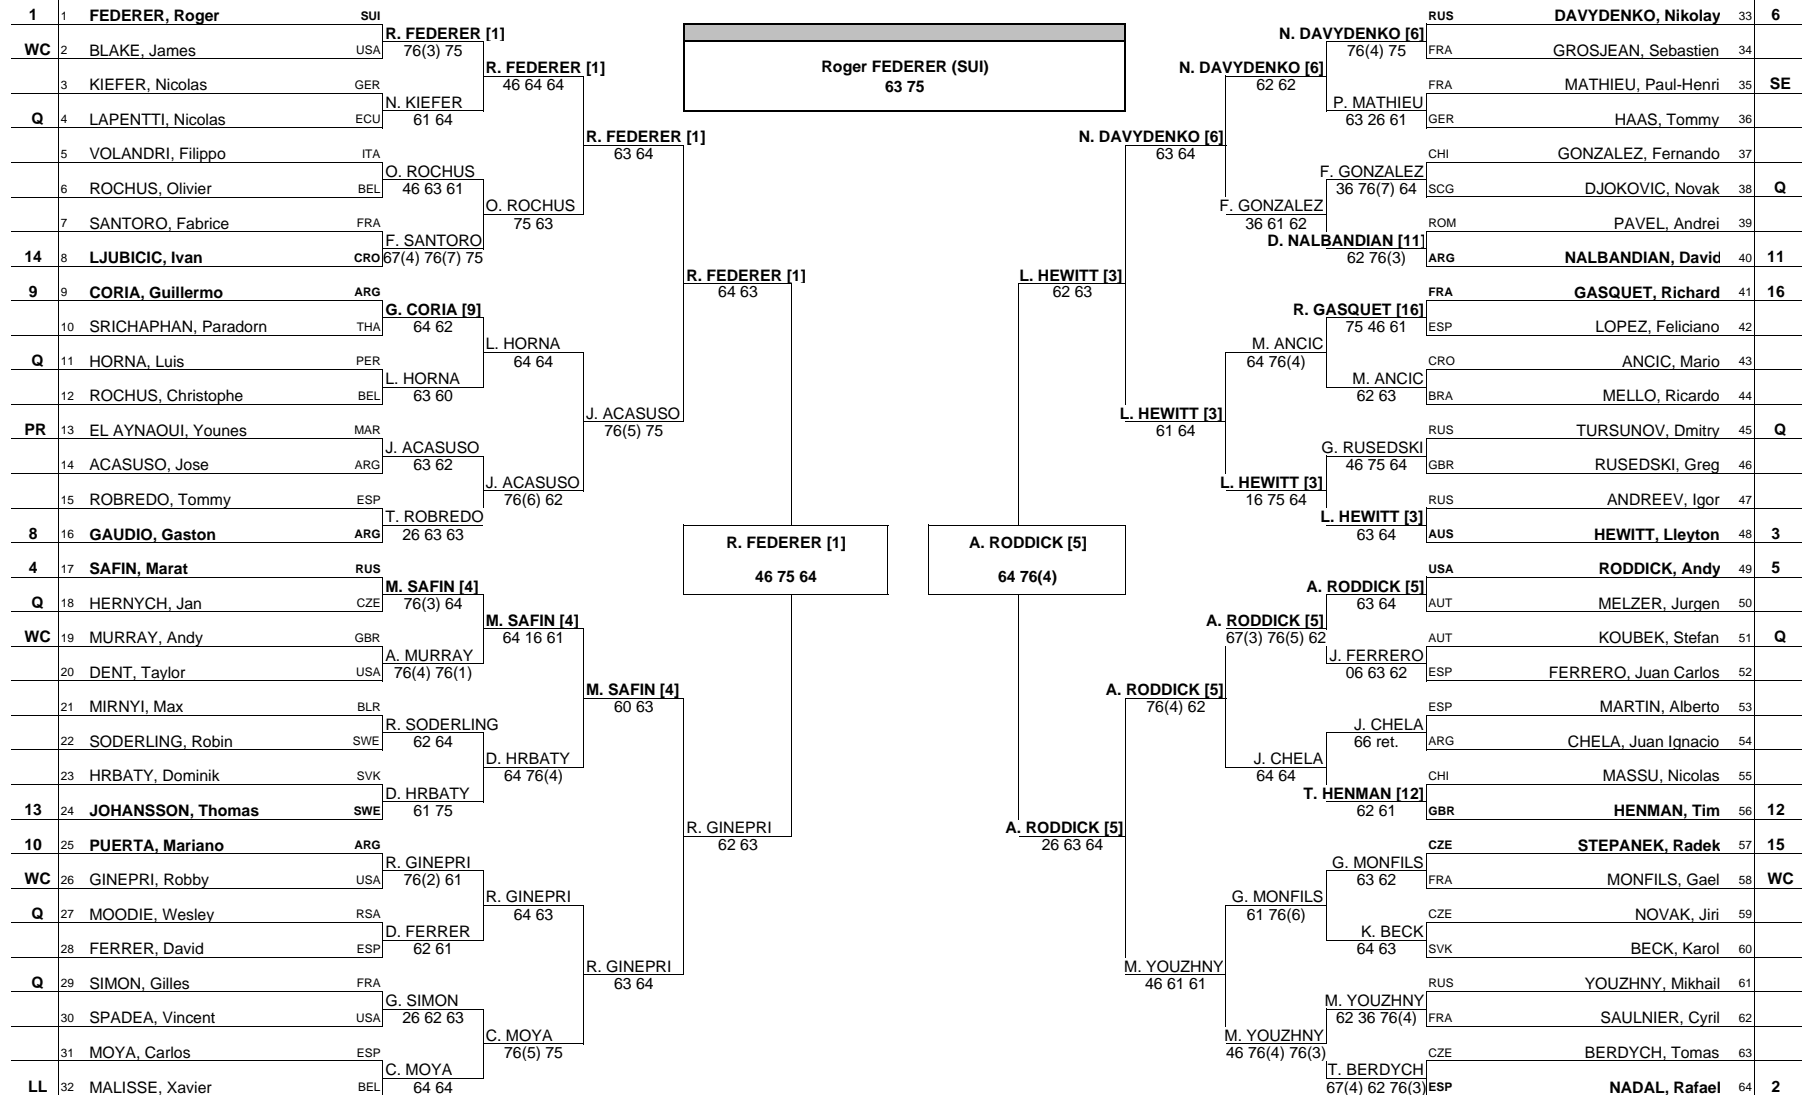 1 1 FEDERER, Roger SUI
R. FEDERER [1]
WC 2 BLAKE, James USA 76(3) 75
R. FEDERER [1]
3 KIEFER, Nicolas GER 46 64 64
N. KIEFER
Q 4 LAPENTTI, Nicolas ECU 61 64
R. FEDERER [1]
5 VOLANDRI, Filippo ITA 63 64
O. ROCHUS
6 ROCHUS, Olivier BEL 46 63 61
O. ROCHUS
7 SANTORO, Fabrice FRA 75 63
F. SANTORO
14 8 LJUBICIC, Ivan CRO 67(4) 76(7) 75
R. FEDERER [1]
9 9 CORIA, Guillermo ARG 64 63
G. CORIA [9]
10 SRICHAPHAN, Paradorn THA 64 62
L. HORNA
Q 11 HORNA, Luis PER 64 64
L. HORNA
12 ROCHUS, Christophe BEL 63 60
J. ACASUSO
PR 13 EL AYNAOUI, Younes MAR 76(5) 75
J. ACASUSO
14 ACASUSO, Jose ARG 63 62
J. ACASUSO
15 ROBREDO, Tommy ESP 76(6) 62
T. ROBREDO
8 16 GAUDIO, Gaston ARG 26 63 63
R. FEDERER [1]
4 17 SAFIN, Marat RUS 46 75 64
M. SAFIN [4]
Q 18 HERNYCH, Jan CZE 76(3) 64
M. SAFIN [4]
WC 19 MURRAY, Andy GBR 64 16 61
A. MURRAY
20 DENT, Taylor USA 76(4) 76(1)
M. SAFIN [4]
21 MIRNYI, Max BLR 60 63
R. SODERLING
22 SODERLING, Robin SWE 62 64
D. HRBATY
23 HRBATY, Dominik SVK 64 76(4)
D. HRBATY
13 24 JOHANSSON, Thomas SWE 61 75
R. GINEPRI
10 25 PUERTA, Mariano ARG 62 63
R. GINEPRI
WC 26 GINEPRI, Robby USA 76(2) 61
R. GINEPRI
Q 27 MOODIE, Wesley RSA 64 63
D. FERRER
28 FERRER, David ESP 62 61
R. GINEPRI
Q 29 SIMON, Gilles FRA 63 64
G. SIMON
30 SPADEA, Vincent USA 26 62 63
C. MOYA
31 MOYA, Carlos ESP 76(5) 75
C. MOYA
LL 32 MALISSE, Xavier BEL 64 64
Roger FEDERER (SUI)
63 75
RUS DAVYDENKO, Nikolay 33 6
N. DAVYDENKO [6]
76(4) 75 FRA GROSJEAN, Sebastien 34
N. DAVYDENKO [6]
62 62 FRA MATHIEU, Paul-Henri 35 SE
P. MATHIEU
63 26 61 GER HAAS, Tommy 36
N. DAVYDENKO [6]
63 64 CHI GONZALEZ, Fernando 37
F. GONZALEZ
36 76(7) 64 SCG DJOKOVIC, Novak 38 Q
F. GONZALEZ
36 61 62 ROM PAVEL, Andrei 39
D. NALBANDIAN [11]
62 76(3) ARG NALBANDIAN, David 40 11
L. HEWITT [3]
62 63 FRA GASQUET, Richard 41 16
R. GASQUET [16]
75 46 61 ESP LOPEZ, Feliciano 42
M. ANCIC
64 76(4) CRO ANCIC, Mario 43
M. ANCIC
62 63 BRA MELLO, Ricardo 44
L. HEWITT [3]
61 64 RUS TURSUNOV, Dmitry 45 Q
G. RUSEDSKI
46 75 64 GBR RUSEDSKI, Greg 46
L. HEWITT [3]
16 75 64 RUS ANDREEV, Igor 47
L. HEWITT [3]
63 64 AUS HEWITT, Lleyton 48 3
A. RODDICK [5]
64 76(4) USA RODDICK, Andy 49 5
A. RODDICK [5]
63 64 AUT MELZER, Jurgen 50
A. RODDICK [5]
67(3) 76(5) 62 AUT KOUBEK, Stefan 51 Q
J. FERRERO
06 63 62 ESP FERRERO, Juan Carlos 52
A. RODDICK [5]
76(4) 62 ESP MARTIN, Alberto 53
J. CHELA
66 ret. ARG CHELA, Juan Ignacio 54
J. CHELA
64 64 CHI MASSU, Nicolas 55
T. HENMAN [12]
62 61 GBR HENMAN, Tim 56 12
A. RODDICK [5]
26 63 64 CZE STEPANEK, Radek 57 15
G. MONFILS
63 62 FRA MONFILS, Gael 58 WC
G. MONFILS
61 76(6) CZE NOVAK, Jiri 59
K. BECK
64 63 SVK BECK, Karol 60
M. YOUZHNY
46 61 61 RUS YOUZHNY, Mikhail 61
M. YOUZHNY
62 36 76(4) FRA SAULNIER, Cyril 62
M. YOUZHNY
46 76(4) 76(3) CZE BERDYCH, Tomas 63
T. BERDYCH
67(4) 62 76(3) ESP NADAL, Rafael 64 2